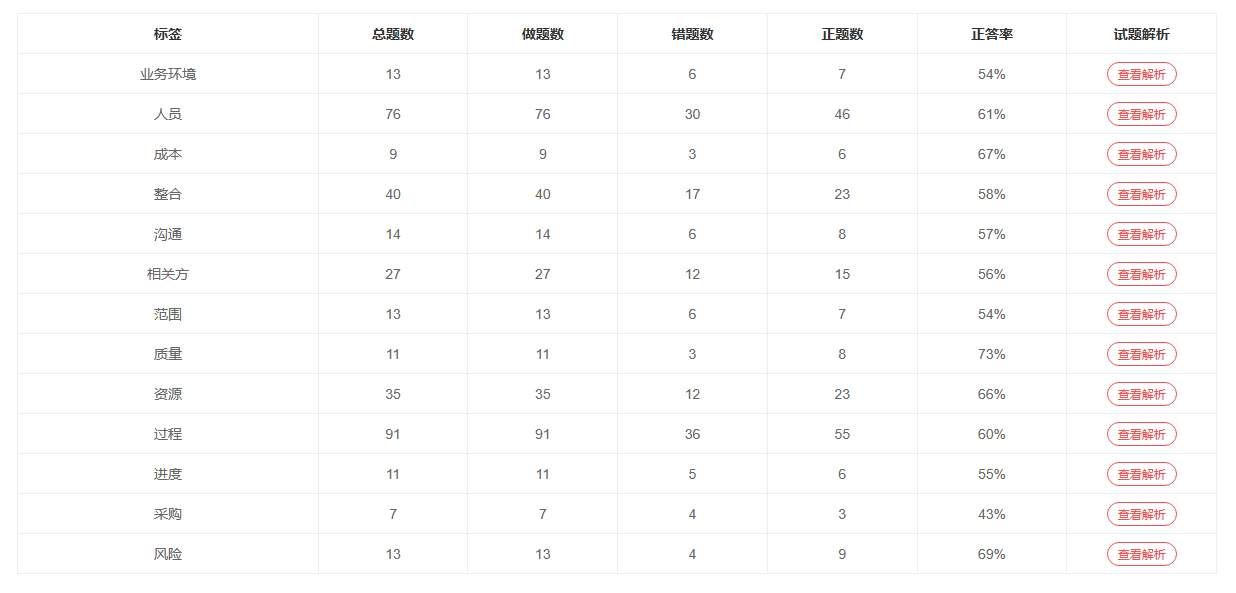 标签 总题数 做题数 错题数 正题数 正答率 试题解析
业务环境 13 13 6 7 54% 查看解析
人员 76 76 30 46 61% 查看解析
成本 9 9 3 6 67% 查看解析
整合 40 40 17 23 58% 查看解析
沟通 14 14 6 8 57% 查看解析
相关方 27 27 12 15 56% 查看解析
范围 13 13 6 7 54% 查看解析
质量 11 11 3 8 73% 查看解析
资源 35 35 12 23 66% 查看解析
过程 91 91 36 55 60% 查看解析
进度 11 11 5 6 55% 查看解析
采购 7 7 4 3 43% 查看解析
风险 13 13 4 9 69% 查看解析